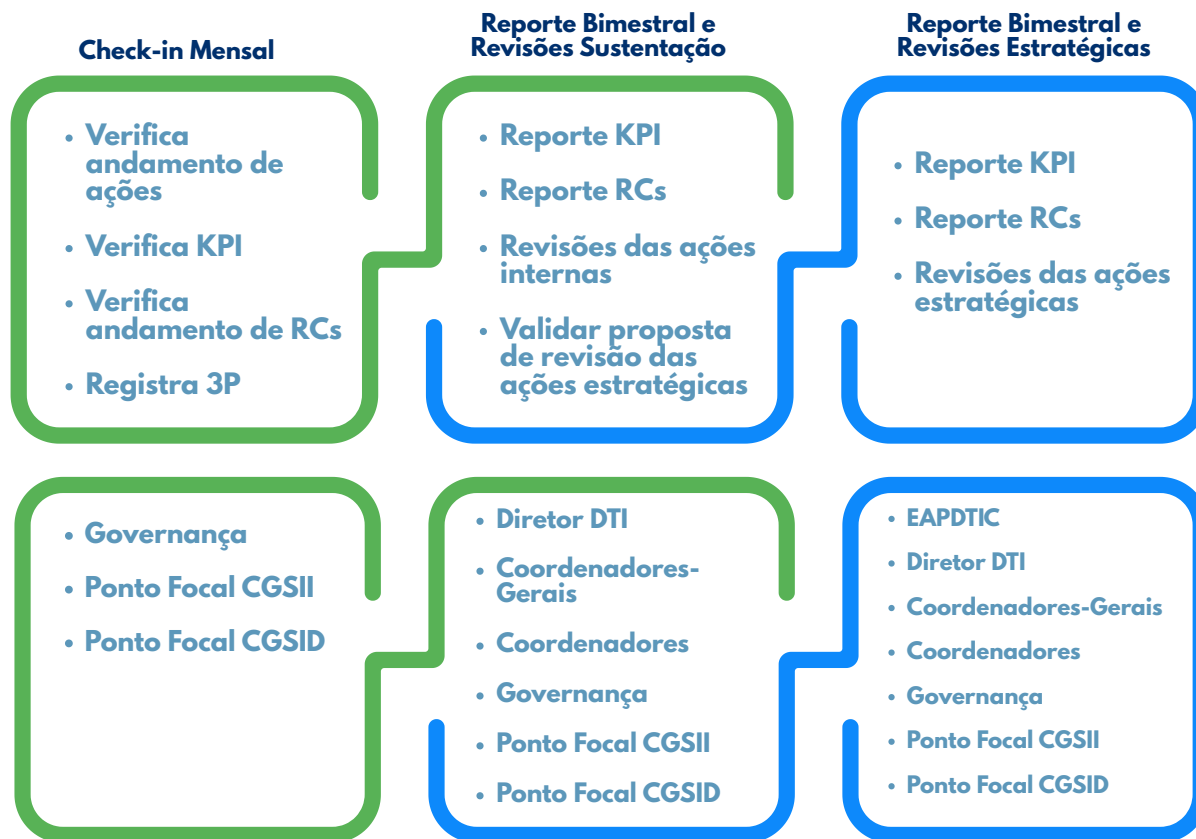 Check-in Mensal
Reporte Bimestral e
Revisões Sustentação
Reporte Bimestral e
Revisões Estratégicas
• Verifica
andamento de
ações
• Verifica KPI
• Verifica
andamento de RCs
• Registra 3P
• Reporte KPI
• Reporte RCs
• Revisões das ações
internas
• Validar proposta
de revisão das
ações estratégicas
• Reporte KPI
• Reporte RCs
• Revisões das ações
estratégicas
• Governança
• Ponto Focal CGSII
• Ponto Focal CGSID
• Diretor DTI
• Coordenadores-
Gerais
• Coordenadores
• Governança
• Ponto Focal CGSII
• Ponto Focal CGSID
• EAPDTIC
• Diretor DTI
• Coordenadores-Gerais
• Coordenadores
• Governança
• Ponto Focal CGSII
• Ponto Focal CGSID